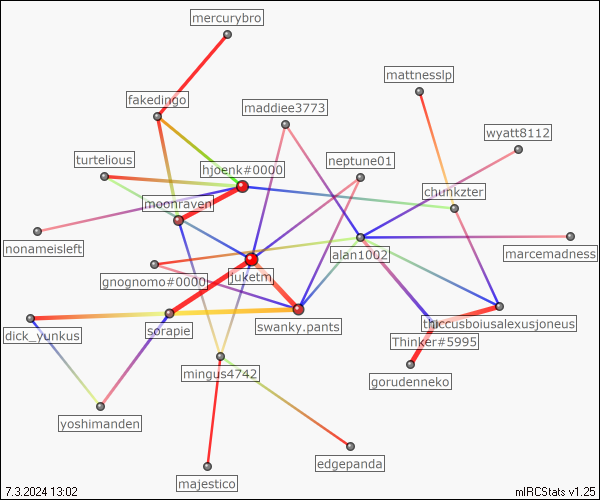 mercurybro
mattnesslp
fakedingo
maddiee3773
wyatt8112
turtelious
neptune01
hjoenk#0000
chunkzter
moonraven
nonameisleft
alan1002
marcemadness
gnognomo#0000
juketm
thiccusboiusalexusjoneus
dick_yunkus
sorapie
swanky.pants
Thinker#5995
mingus4742
gorudenneko
yoshimanden
edgepanda
majestico
7.3.2024 13:02
mIRCStats v1.25